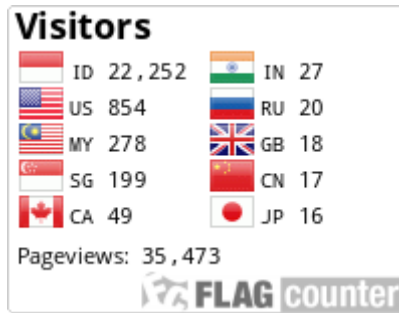 Visitors
ID 22,252
US 854
MY 278
SG 199
CA 49
IN 27
RU 20
GB 18
CN 17
JP 16
Pageviews: 35,473
FLAG counter